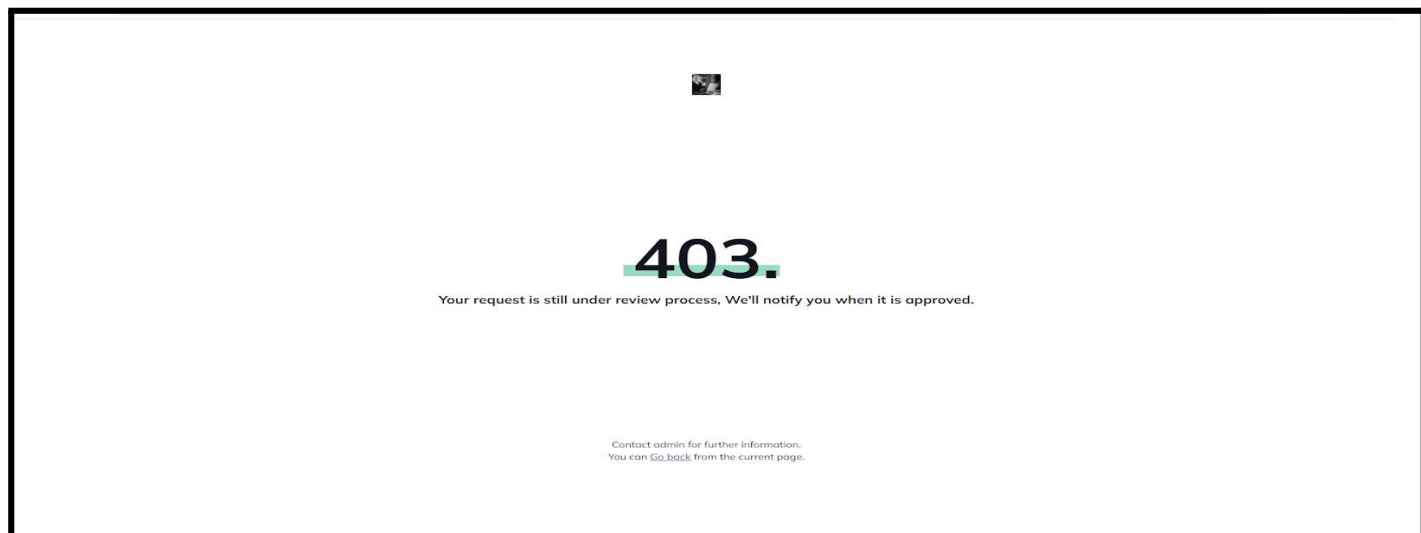 403.
Your request is still under review process, We'll notify you when it is approved.
Contact admin for further information.
You can Go back from the current page.